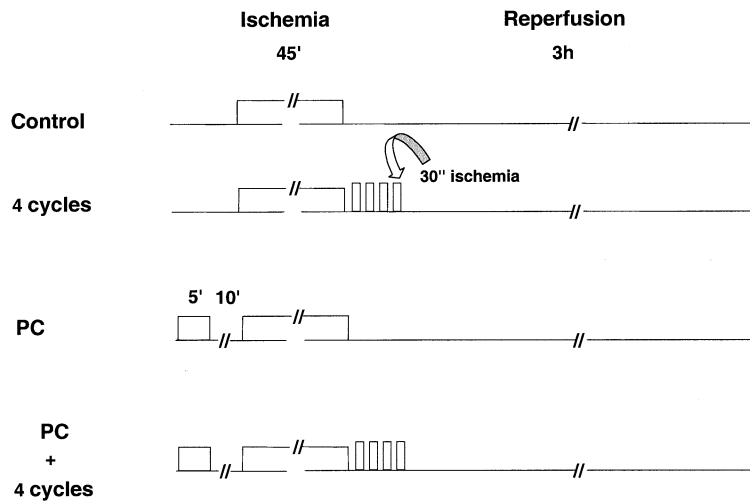 Ischemia Reperfusion
45' 3h
Control
30" ischemia
4 cycles
5' 10'
PC
PC
+
4 cycles